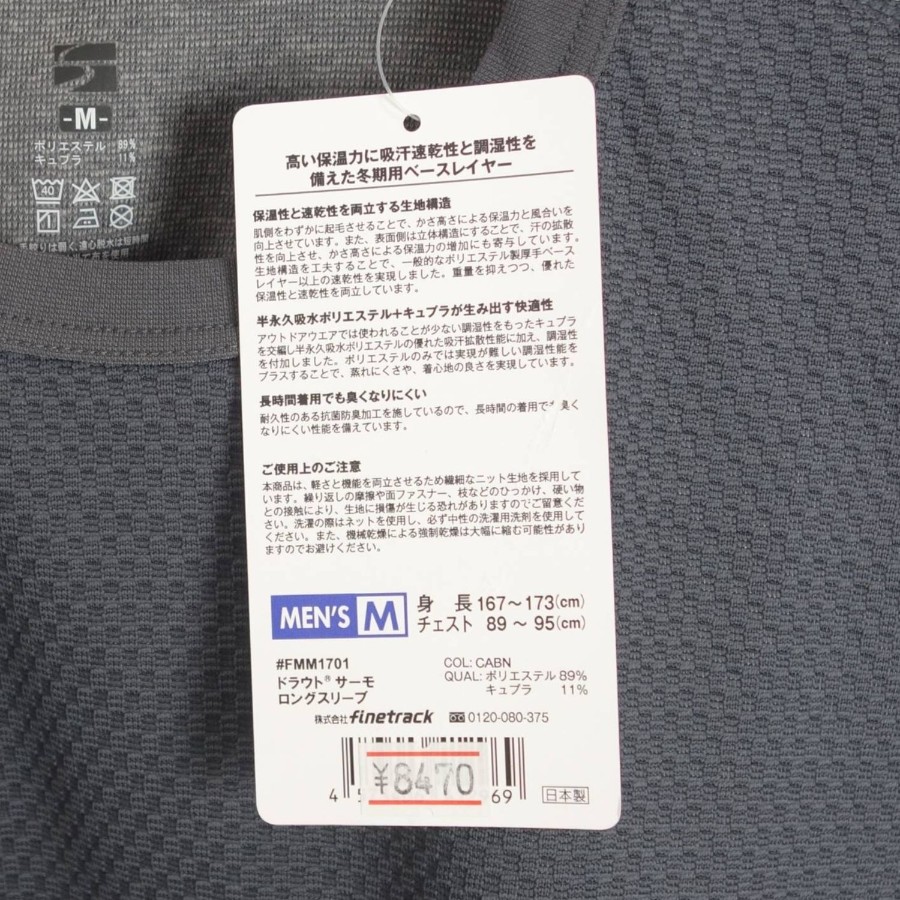 -M-
ポリエステル 89%
キュプラ 11%
40
高い保温力に吸汗速乾性と調湿性を
備えた冬期用ベースレイヤー
保温性と速乾性を両立する生地構造
肌側をわずかに起毛させることで、かさ高さによる保温力と風合いを
向上させています。また、表面側は立体構造にすることで、汗の拡散
性を向上させ、かさ高さによる保温力の増加にも寄与しています。
生地構造を工夫することで、一般的なポリエステル製厚手ベース
レイヤー以上の速乾性を実現しました。重量を抑えつつ、優れた
保温性と速乾性を両立しています。
半永久吸水ポリエステル+キュプラが生み出す快適性
アウトドアウエアでは使われることが少ない調湿性をもったキュプラ
を交編し半永久吸水ポリエステルの優れた吸汗拡散性能に加え、調湿性
を付加しました。ポリエステルのみでは実現が難しい調湿性能を
プラスすることで、蒸れにくさや、着心地の良さを実現しています。
長時間着用でも臭くなりにくい
耐久性のある抗菌防臭加工を施しているので、長時間の着用でも臭く
なりにくい性能を備えています。
ご使用上のご注意
本商品は、軽さと機能を両立させるため繊細なニット生地を採用して
います。繰り返しの摩擦や面ファスナー、枝などのひっかけ、硬い物
との接触により、生地に損傷が生じる恐れがありますのでご留意くだ
さい。洗濯の際はネットを使用し、必ず中性の洗濯用洗剤を使用して
ください。また、機械乾燥による強制乾燥は大幅に縮む可能性があり
ますのでお避けください。
MEN'S M
身 長 167～173(cm)
チェスト 89 ～ 95(cm)
#FMM1701
ドラウト®サーモ
ロングスリーブ
COL: CABN
QUAL: ポリエステル 89%
キュプラ 11%
株式会社 finetrack 0120-080-375
¥8470
4 69
日本製